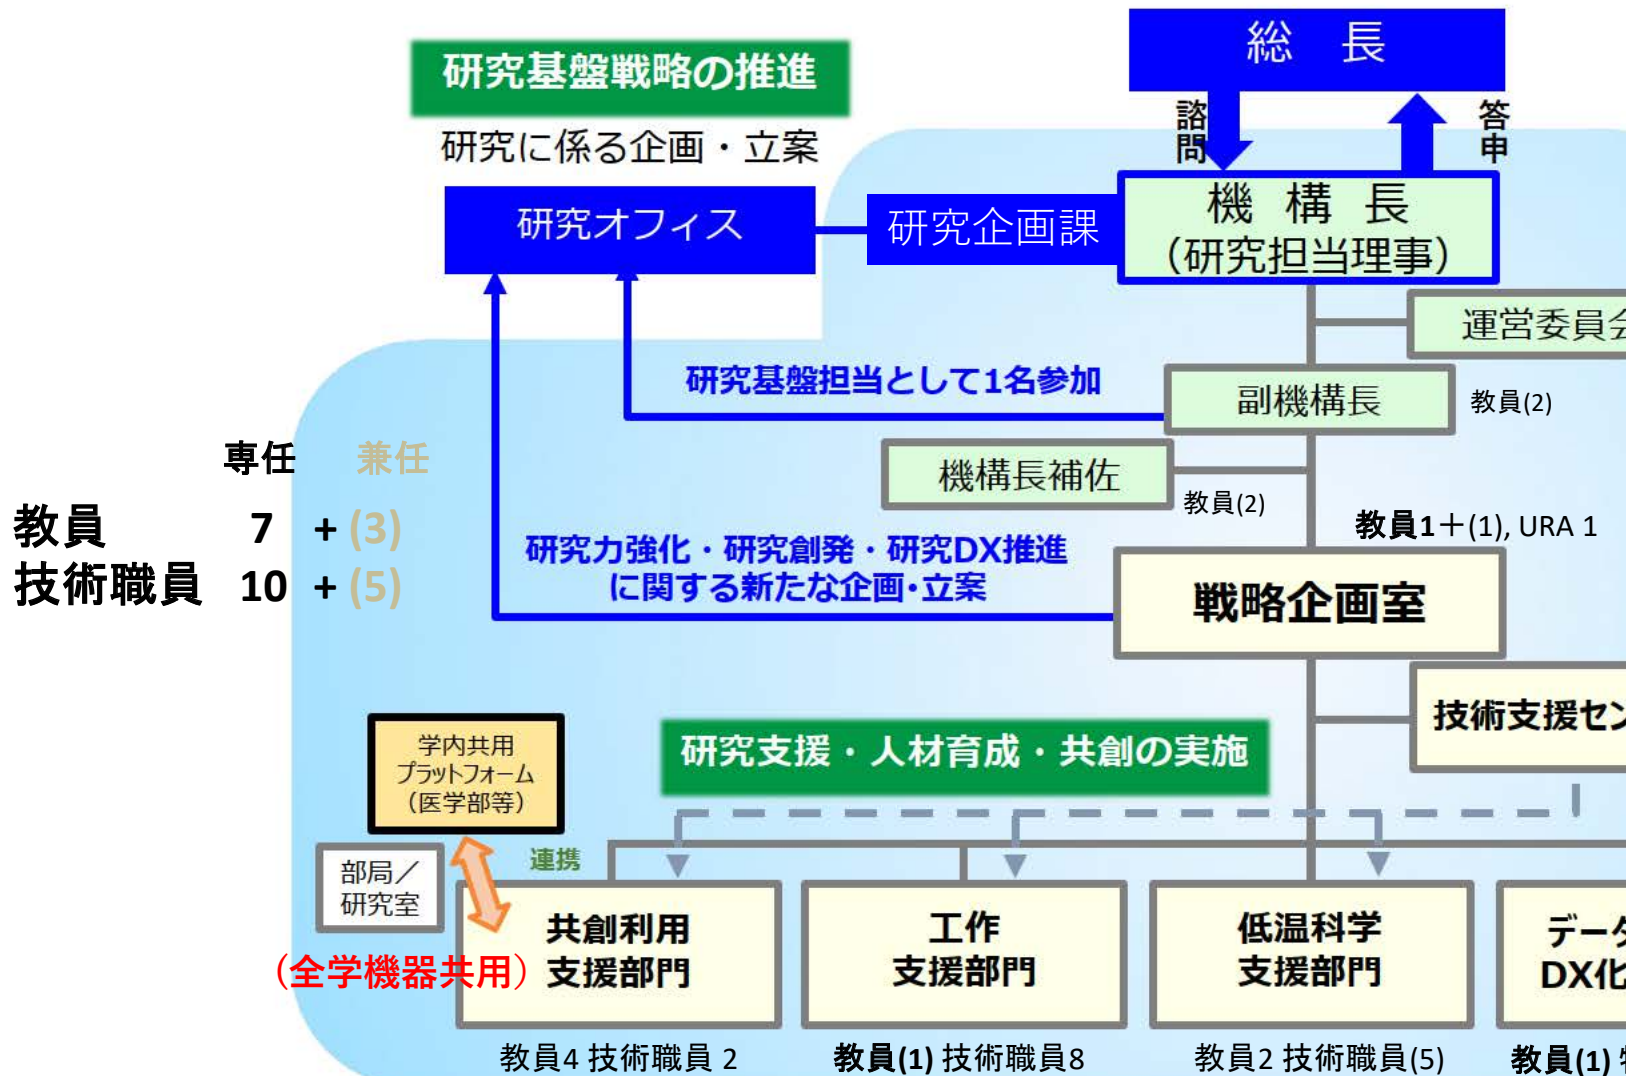 総 長
研究基盤戦略の推進
諮問
答申
研究に係る企画・立案
研究オフィス
研究企画課
機 構 長
（研究担当理事）
運営委員会
研究基盤担当として1名参加
副機構長
教員(2)
専任 兼任
機構長補佐
教員(2)
教員 7 + (3)
教員1＋(1), URA 1
研究力強化・研究創発・研究DX推進
に関する新たな企画・立案
技術職員 10 + (5)
戦略企画室
技術支援セン
学内共用
プラットフォーム
（医学部等）
研究支援・人材育成・共創の実施
連携
部局／
研究室
共創利用
支援部門
（全学機器共用）
工作
支援部門
低温科学
支援部門
データ
DX化
教員4 技術職員 2
教員(1) 技術職員8
教員2 技術職員(5)
教員(1)